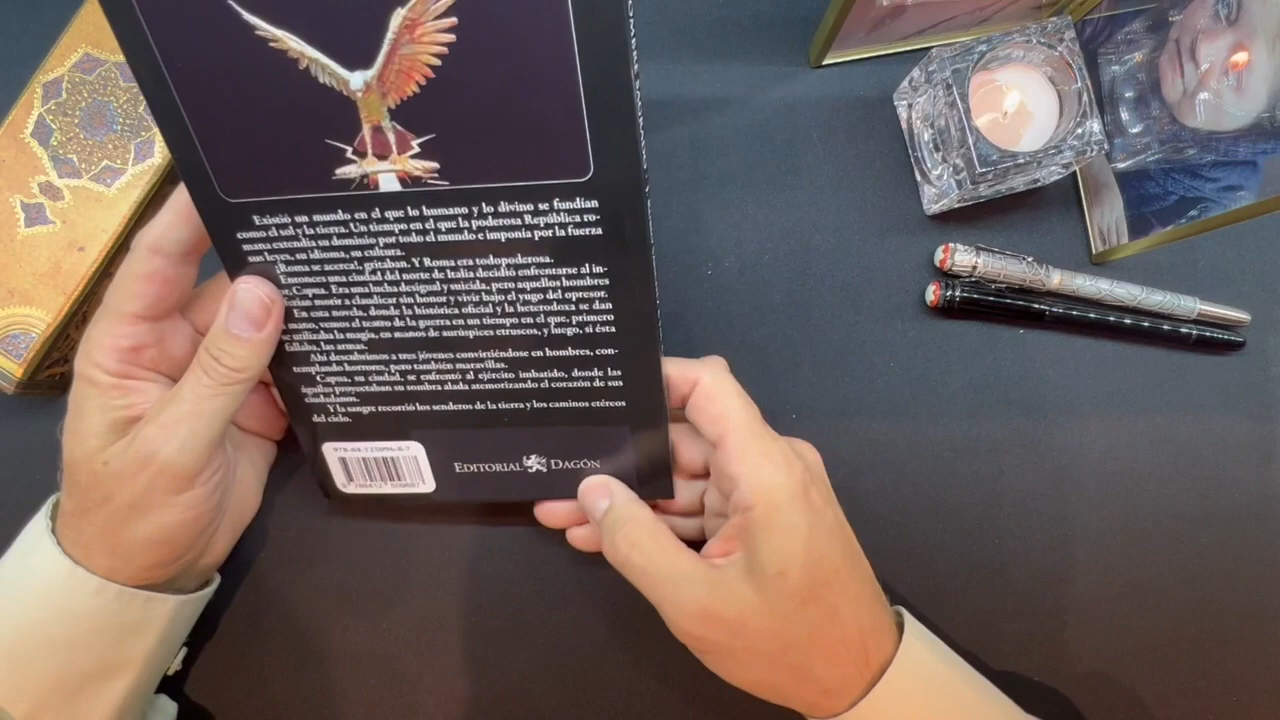 Existió un mundo en el que lo humano y lo divino se fundían
como el sol y la tierra. Un tiempo en el que la poderosa República ro-
mana extendía su dominio por todo el mundo e imponía por la fuerza
sus leyes, su idioma, su cultura.
¡Roma se acerca!, gritaban. Y Roma era todopoderosa.
Entonces una ciudad del norte de Italia decidió enfrentarse al in-
Capua. Era una lucha desigual y suicida, pero aquellos hombres
morir a claudicar sin honor y vivir bajo el yugo del opresor.
En esta novela, donde la histórica oficial y la heterodoxa se dan
mano, vemos el teatro de la guerra en un tiempo en el que, primero
se utilizaba la magia, en manos de aurúspices etruscos, y luego, si ésta
fallaba, las armas.
Ahí descubrimos a tres jóvenes convirtiéndose en hombres, con-
templando horrores, pero también maravillas.
Capua, su ciudad, se enfrentó al ejército imbatido, donde las
águilas proyectaban su sombra alada atemorizando el corazón de sus
ciudadanos.
Y la sangre recorrió los senderos de la tierra y los caminos etéreos
del cielo.
EDITORIAL DAGÓN